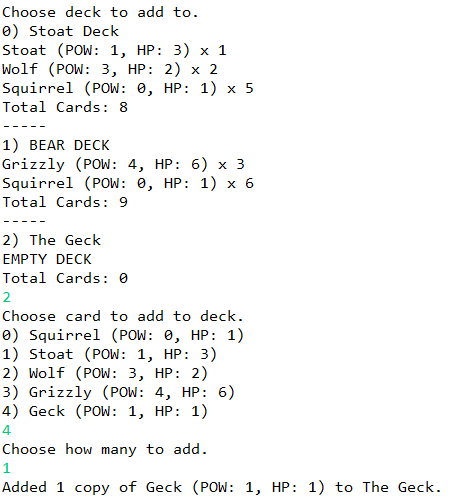 Choose deck to add to.
0) Stoat Deck
Stoat (POW: 1, HP: 3) x 1
Wolf (POW: 3, HP: 2) x 2
Squirrel (POW: 0, HP: 1) x 5
Total Cards: 8
-----
1) BEAR DECK
Grizzly (POW: 4, HP: 6) x 3
Squirrel (POW: 0, HP: 1) x 6
Total Cards: 9
-----
2) The Geck
EMPTY DECK
Total Cards: 0
2
Choose card to add to deck.
0) Squirrel (POW: 0, HP: 1)
1) Stoat (POW: 1, HP: 3)
2) Wolf (POW: 3, HP: 2)
3) Grizzly (POW: 4, HP: 6)
4) Geck (POW: 1, HP: 1)
4
Choose how many to add.
1
Added 1 copy of Geck (POW: 1, HP: 1) to The Geck.